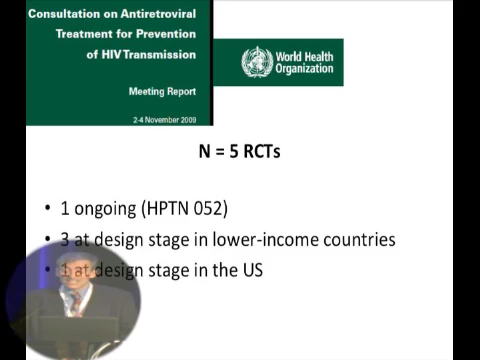 Consultation on Antiretroviral
Treatment for Prevention
of HIV Transmission
Meeting Report
2-4 November 2009
World Health
Organization
N = 5 RCTs
• 1 ongoing (HPTN 052)
• 3 at design stage in lower-income countries
• 1 at design stage in the US